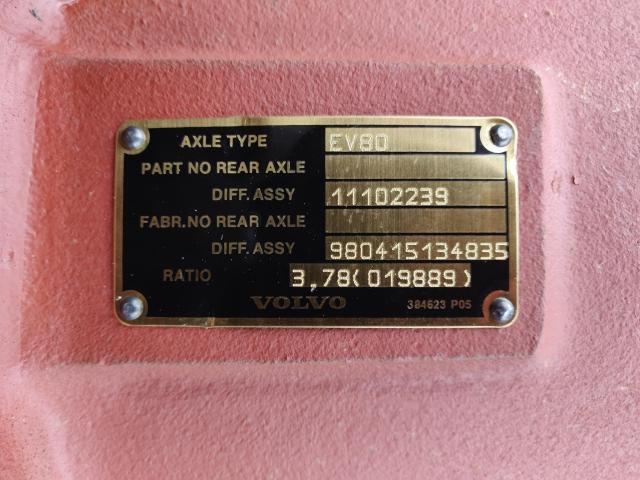 AXLE TYPE EV80
PART NO REAR AXLE
DIFF. ASSY 11102239
FABR. NO REAR AXLE
DIFF. ASSY 980415134835
RATIO 3,78(019889)
VOLVO 384623 P05